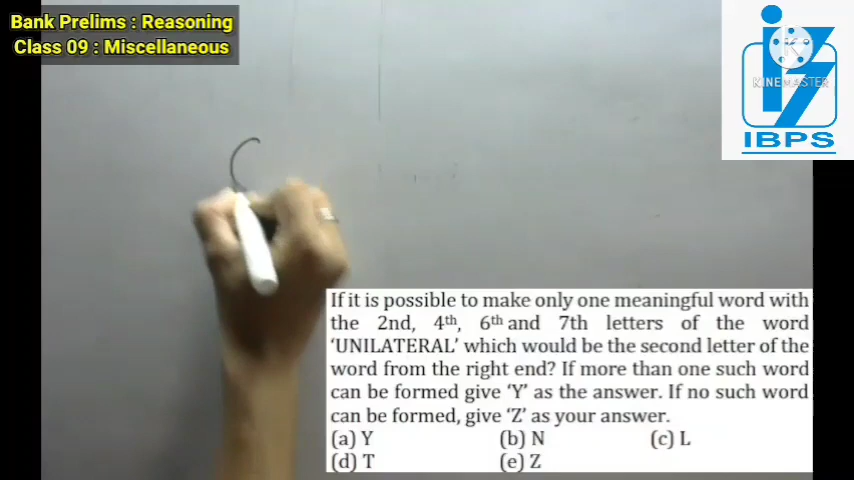 Bank Prelims : Reasoning
Class 09 : Miscellaneous
KINEMASTER
IBPS
If it is possible to make only one meaningful word with
the 2nd, 4th, 6th and 7th letters of the word
‘UNILATERAL’ which would be the second letter of the
word from the right end? If more than one such word
can be formed give ‘Y’ as the answer. If no such word
can be formed, give ‘Z’ as your answer.
(a) Y (b) N (c) L
(d) T (e) Z